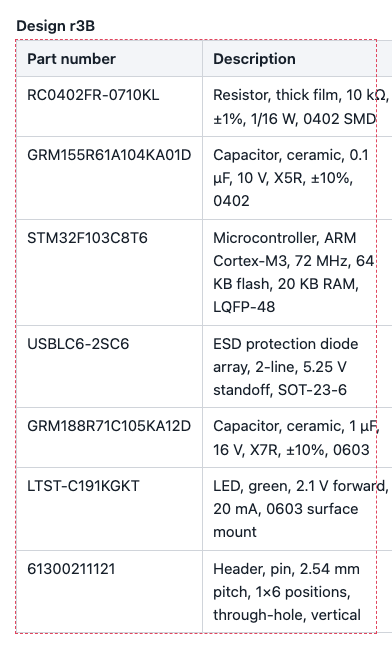 Design r3B
Part number Description
RC0402FR-0710KL Resistor, thick film, 10 kΩ,
±1%, 1/16 W, 0402 SMD
GRM155R61A104KA01D Capacitor, ceramic, 0.1
µF, 10 V, X5R, ±10%,
0402
STM32F103C8T6 Microcontroller, ARM
Cortex-M3, 72 MHz, 64
KB flash, 20 KB RAM,
LQFP-48
USBLC6-2SC6 ESD protection diode
array, 2-line, 5.25 V
standoff, SOT-23-6
GRM188R71C105KA12D Capacitor, ceramic, 1 µF,
16 V, X7R, ±10%, 0603
LTST-C191KGKT LED, green, 2.1 V forward,
20 mA, 0603 surface
mount
61300211121 Header, pin, 2.54 mm
pitch, 1×6 positions,
through-hole, vertical